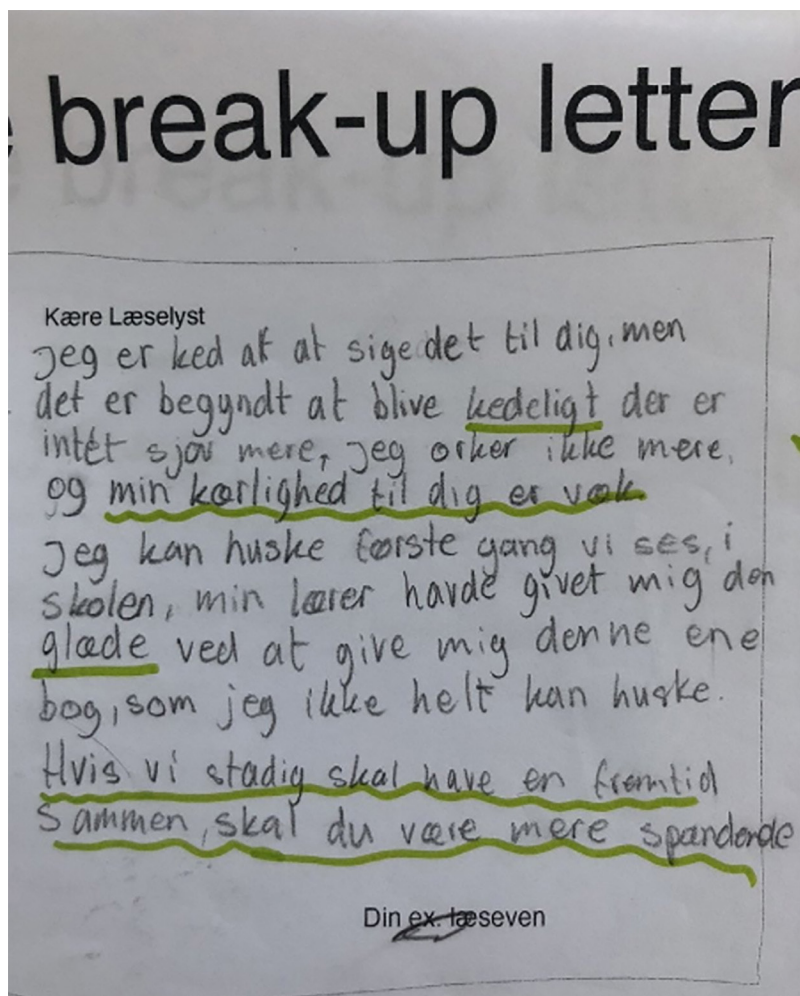 break-up letter
Kære Læselyst
Jeg er ked af at sige det til dig, men
det er begyndt at blive kedeligt der er
intét sjov mere, jeg orker ikke mere,
og min kærlighed til dig er væk.
Jeg kan huske første gang vi ses, i
skolen, min lærer havde givet mig den
glæde ved at give mig denne ene
bog, som jeg ikke helt kan huske.
Hvis vi stadig skal have en fremtid
sammen, skal du være mere spændende
Din ex. læseven